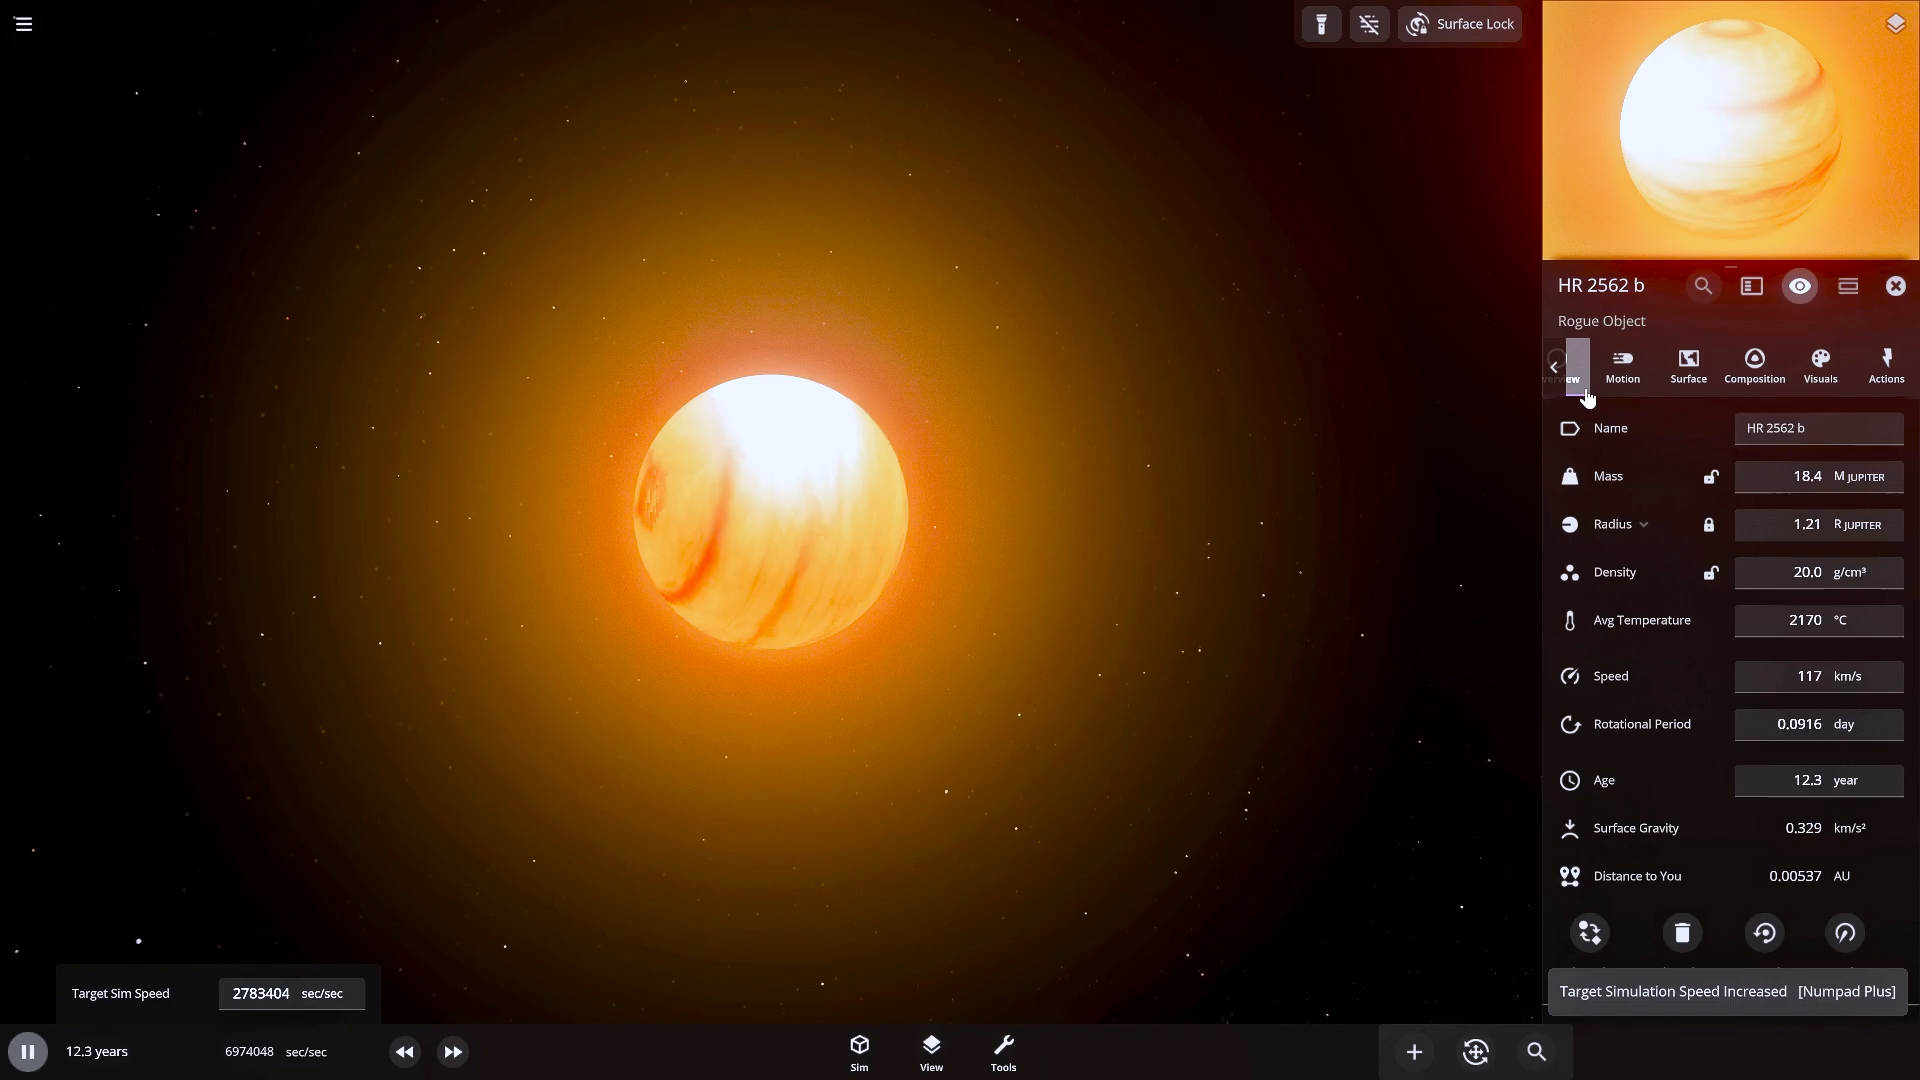 Surface Lock
HR 2562 b
Rogue Object
Motion
Surface
Composition
Visuals
Actions
Name HR 2562 b
Mass 18.4 M JUPITER
Radius 1.21 R JUPITER
Density 20.0 g/cm³
Avg Temperature 2170 °C
Speed 117 km/s
Rotational Period 0.0916 day
Age 12.3 year
Surface Gravity 0.329 km/s²
Distance to You 0.00537 AU
Target Simulation Speed Increased [Numpad Plus]
Target Sim Speed 2783404 sec/sec
12.3 years 6974048 sec/sec
Sim
View
Tools